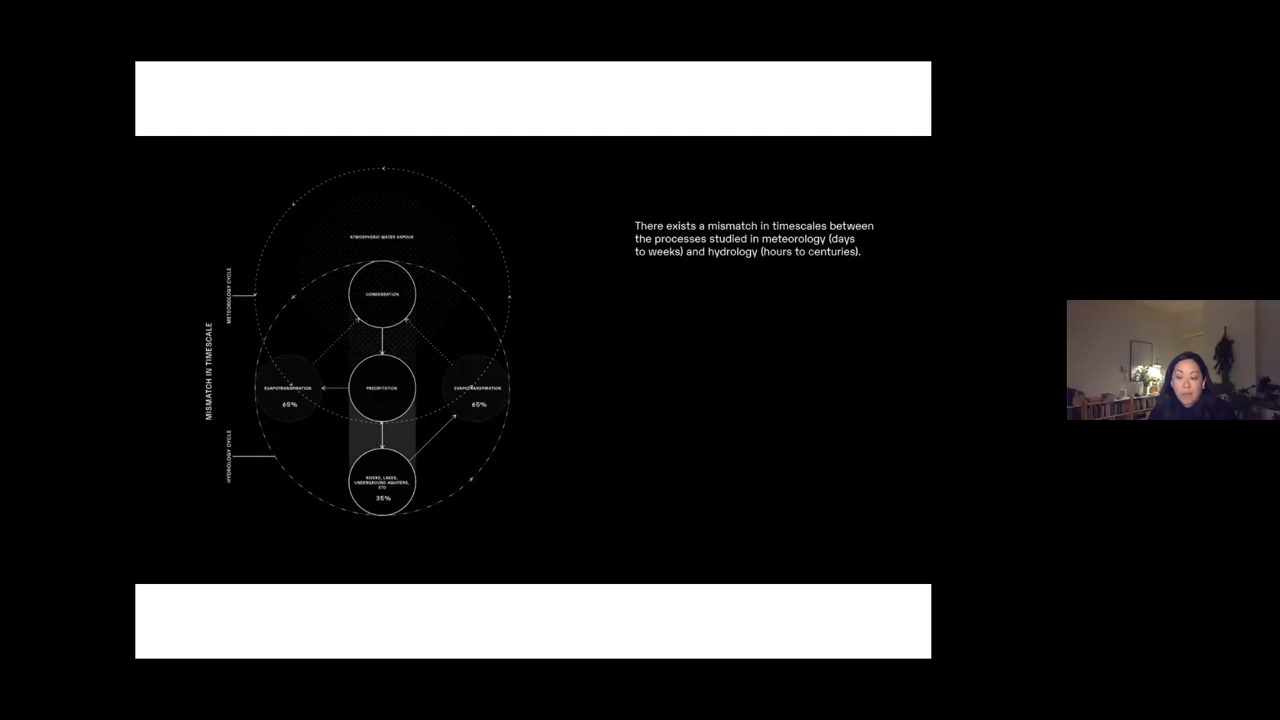 ATMOSPHERIC WATER VAPOUR
CONDENSATION
METEOROLOGY CYCLE
MISMATCH IN TIMESCALE
HYDROLOGY CYCLE
EVAPOTRANSPIRATION
65%
PRECIPITATION
EVAPOTRANSPIRATION
65%
RIVERS, LAKES,
UNDERGROUND AQUIFERS,
ETC
35%
There exists a mismatch in timescales between
the processes studied in meteorology (days
to weeks) and hydrology (hours to centuries).